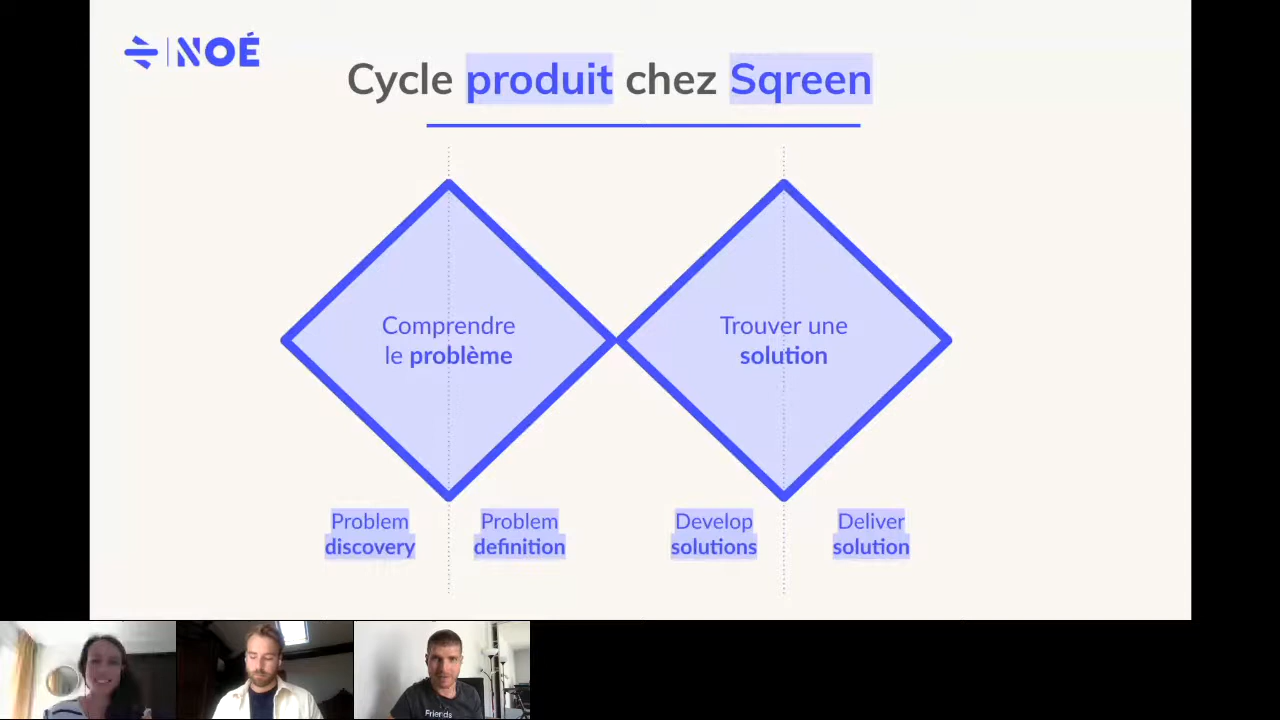 NOÉ
Cycle produit chez Sqreen
Comprendre
le problème
Trouver une
solution
Problem
discovery
Problem
definition
Develop
solutions
Deliver
solution
Friends